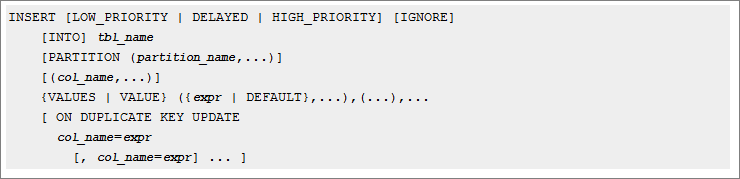 INSERT [LOW_PRIORITY | DELAYED | HIGH_PRIORITY] [IGNORE]
[INTO] tbl_name
[PARTITION (partition_name,...)]
[(col_name,...)]
{VALUES | VALUE} ({expr | DEFAULT},...),(...),...
[ ON DUPLICATE KEY UPDATE
col_name=expr
[, col_name=expr] ... ]